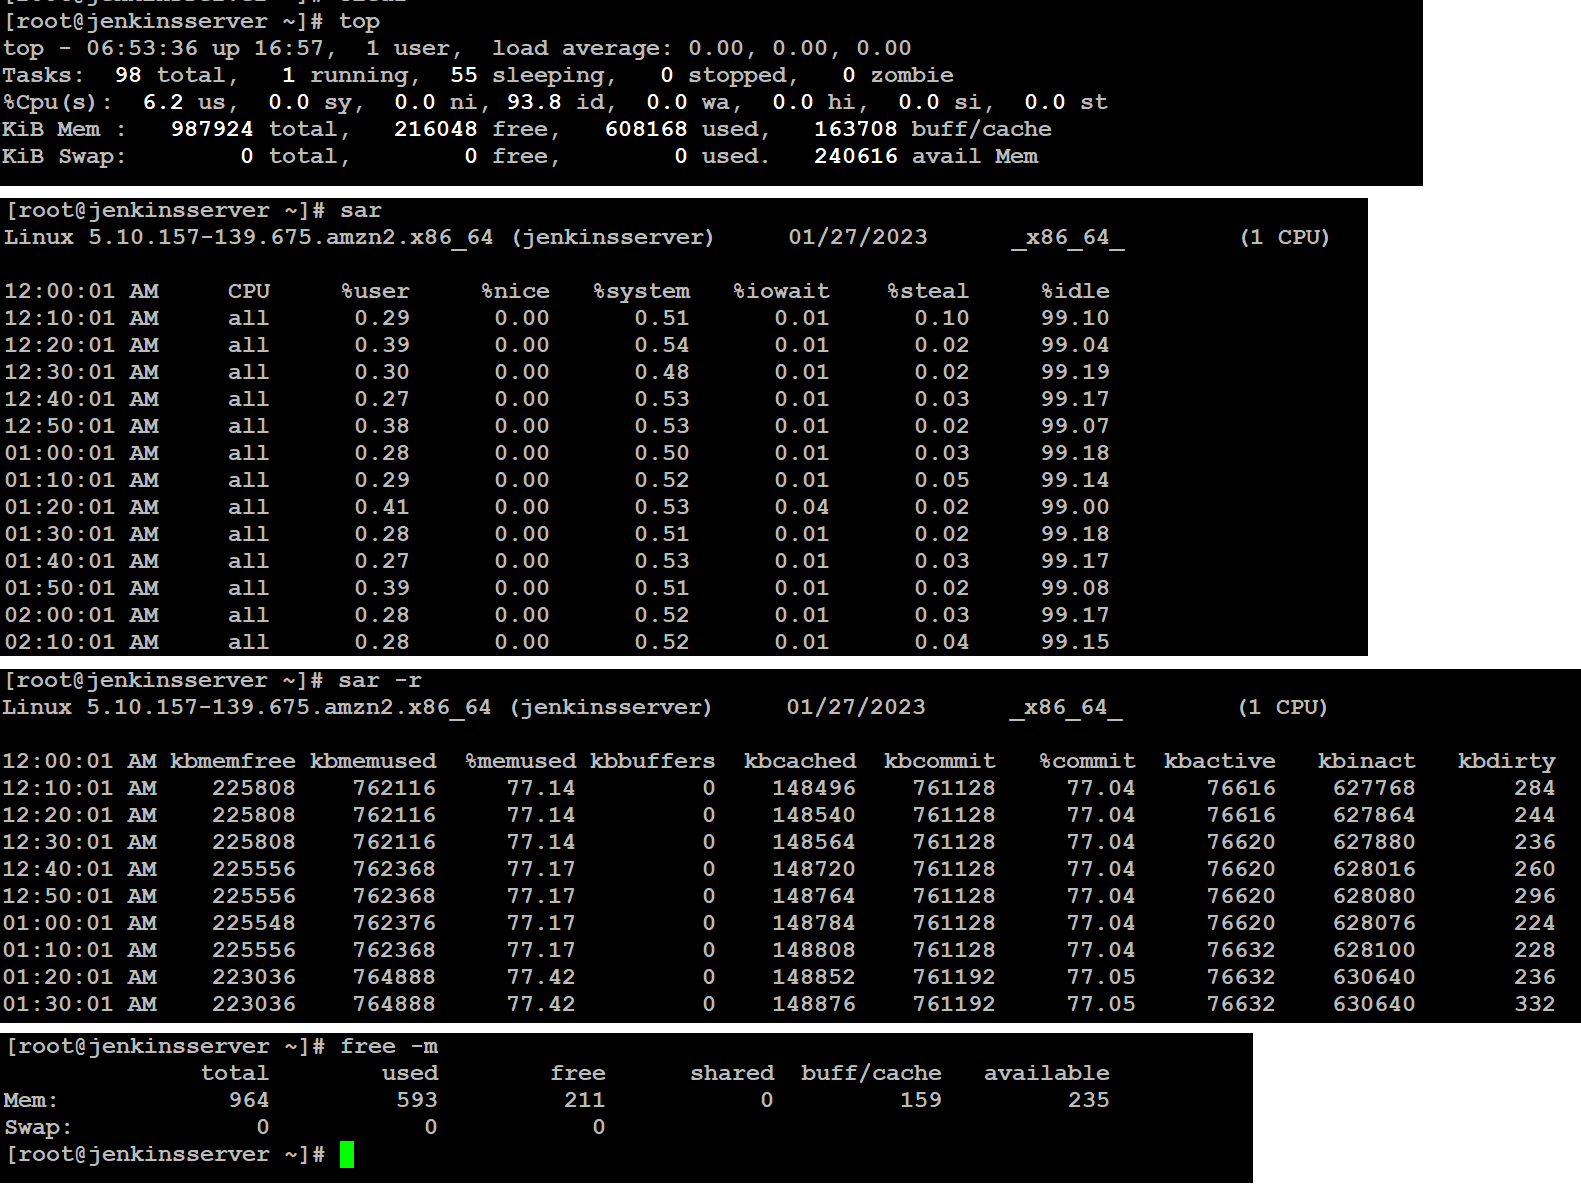 [root@jenkinsserver ~]# top
top - 06:53:36 up 16:57,  1 user,  load average: 0.00, 0.00, 0.00
Tasks:  98 total,   1 running,  55 sleeping,   0 stopped,   0 zombie
%Cpu(s):  6.2 us,  0.0 sy,  0.0 ni, 93.8 id,  0.0 wa,  0.0 hi,  0.0 si,  0.0 st
KiB Mem :   987924 total,   216048 free,   608168 used,   163708 buff/cache
KiB Swap:        0 total,        0 free,        0 used.   240616 avail Mem
[root@jenkinsserver ~]# sar
Linux 5.10.157-139.675.amzn2.x86_64 (jenkinsserver)     01/27/2023      _x86_64_        (1 CPU)
12:00:01 AM     CPU     %user     %nice   %system   %iowait    %steal     %idle
12:10:01 AM     all      0.29      0.00      0.51      0.01      0.10     99.10
12:20:01 AM     all      0.39      0.00      0.54      0.01      0.02     99.04
12:30:01 AM     all      0.30      0.00      0.48      0.01      0.02     99.19
12:40:01 AM     all      0.27      0.00      0.53      0.01      0.03     99.17
12:50:01 AM     all      0.38      0.00      0.53      0.01      0.02     99.07
01:00:01 AM     all      0.28      0.00      0.50      0.01      0.03     99.18
01:10:01 AM     all      0.29      0.00      0.52      0.01      0.05     99.14
01:20:01 AM     all      0.41      0.00      0.53      0.04      0.02     99.00
01:30:01 AM     all      0.28      0.00      0.51      0.01      0.02     99.18
01:40:01 AM     all      0.27      0.00      0.53      0.01      0.03     99.17
01:50:01 AM     all      0.39      0.00      0.51      0.01      0.02     99.08
02:00:01 AM     all      0.28      0.00      0.52      0.01      0.03     99.17
02:10:01 AM     all      0.28      0.00      0.52      0.01      0.04     99.15
[root@jenkinsserver ~]# sar -r
Linux 5.10.157-139.675.amzn2.x86_64 (jenkinsserver)     01/27/2023      _x86_64_        (1 CPU)
12:00:01 AM kbmemfree kbmemused  %memused kbbuffers  kbcached  kbcommit   %commit  kbactive   kbinact   kbdirty
12:10:01 AM    225808    762116     77.14         0    148496    761128     77.04     76616    627768       284
12:20:01 AM    225808    762116     77.14         0    148540    761128     77.04     76616    627864       244
12:30:01 AM    225808    762116     77.14         0    148564    761128     77.04     76620    627880       236
12:40:01 AM    225556    762368     77.17         0    148720    761128     77.04     76620    628016       260
12:50:01 AM    225556    762368     77.17         0    148764    761128     77.04     76620    628080       296
01:00:01 AM    225548    762376     77.17         0    148784    761128     77.04     76620    628076       224
01:10:01 AM    225556    762368     77.17         0    148808    761128     77.04     76632    628100       228
01:20:01 AM    223036    764888     77.42         0    148852    761192     77.05     76632    630640       236
01:30:01 AM    223036    764888     77.42         0    148876    761192     77.05     76632    630640       332
[root@jenkinsserver ~]# free -m
total        used        free      shared  buff/cache   available
Mem:            964         593         211           0         159         235
Swap:             0           0           0
[root@jenkinsserver ~]#